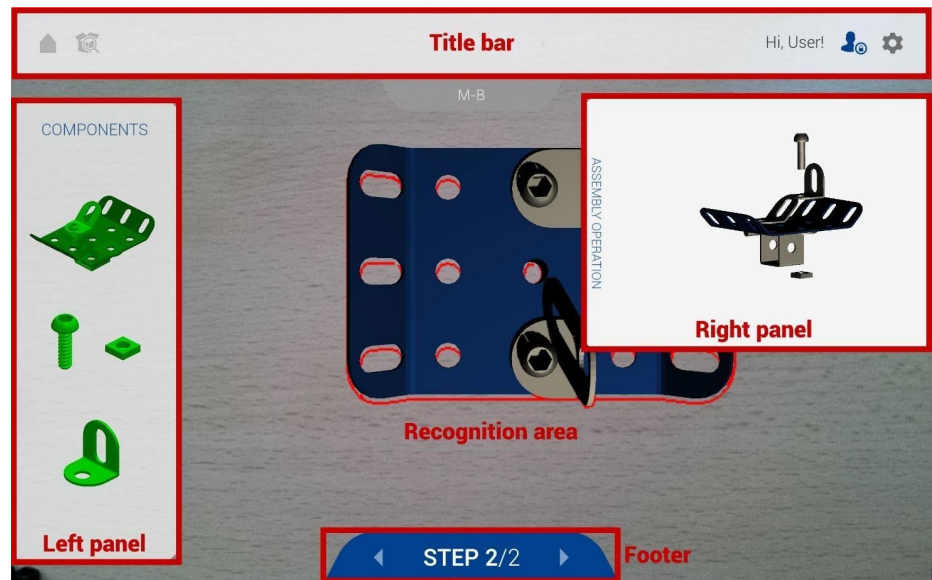 Title bar
Hi, User!
M-B
COMPONENTS
ASSEMBLY OPERATION
Right panel
Recognition area
Left panel
STEP 2/2
Footer